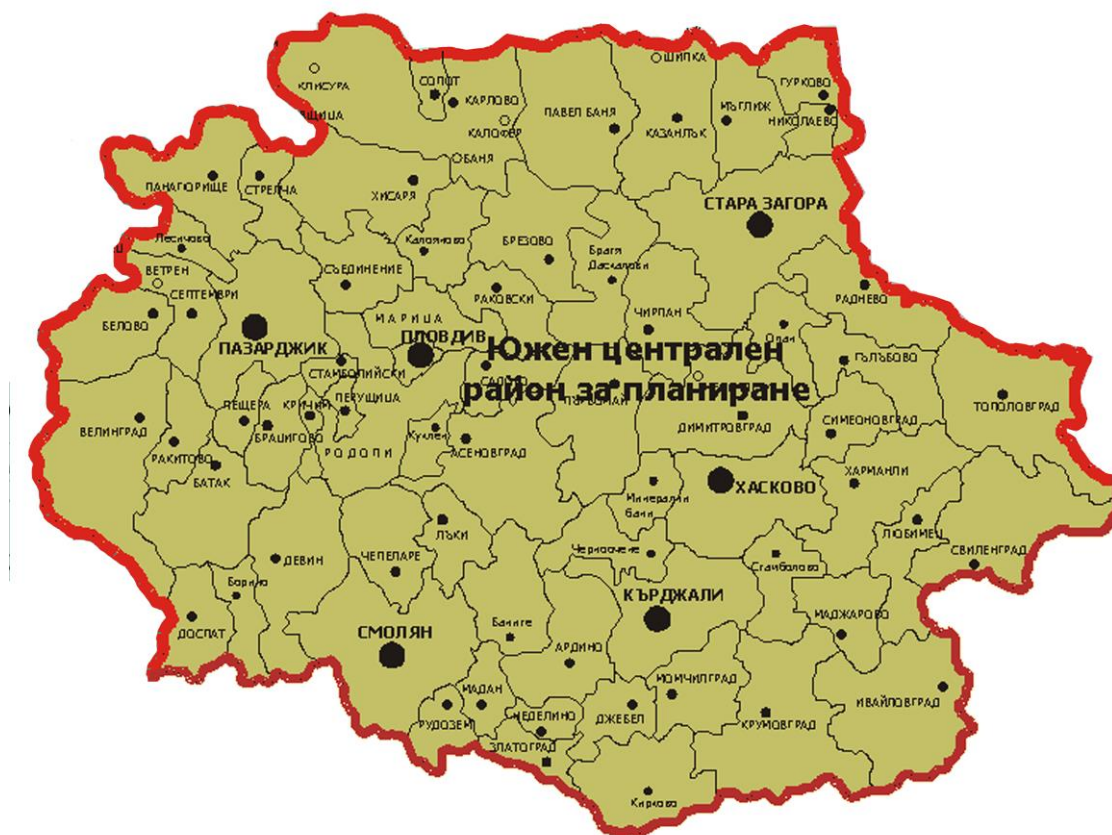 ШИПКА
КЛИСУРА
СОПОТ
ГУРКОВО
КАРЛОВО
ПАВЕЛ БАНЯ
МЪГЛИЖ
НИКОЛАЕВО
КАЛОФЕР
КАЗАНЛЪК
БАНЯ
ПАНАГЮРИЩЕ
СТРЕЛЧА
ХИСАРЯ
СТАРА ЗАГОРА
Лесичово
Калояново
БРЕЗОВО
Братя
Даскалови
ВЕТРЕН
СЪЕДИНЕНИЕ
СЕПТЕМВРИ
РАКОВСКИ
РАДНЕВО
БЕЛОВО
МАРИЦА
ЧИРПАН
ПЛОВДИВ
ПАЗАРДЖИК
Южен централен
район за планиране
ГЪЛЪБОВО
СТАМБОЛИЙСКИ
ПЕРУЩИЦА
ПЕЩЕРА
КРИЧИМ
ТОПОЛОВГРАД
ВЕЛИНГРАД
БРАЦИГОВО
Куклен
ДИМИТРОВГРАД
СИМЕОНОВГРАД
РАКИТОВО
РОДОПИ
АСЕНОВГРАД
БАТАК
ХАРМАНЛИ
ХАСКОВО
Минерални
бани
ЛЪКИ
ЛЮБИМЕЦ
СВИЛЕНГРАД
ДЕВИН
ЧЕПЕЛАРЕ
Черноочене
Стамболово
Борино
КЪРДЖАЛИ
ДОСПАТ
СМОЛЯН
Баните
МАДЖАРОВО
АРДИНО
МОМЧИЛГРАД
МАДАН
ИВАЙЛОВГРАД
РУДОЗЕМ
НЕДЕЛИНО
ДЖЕБЕЛ
КРУМОВГРАД
ЗЛАТОГРАД
Кирково